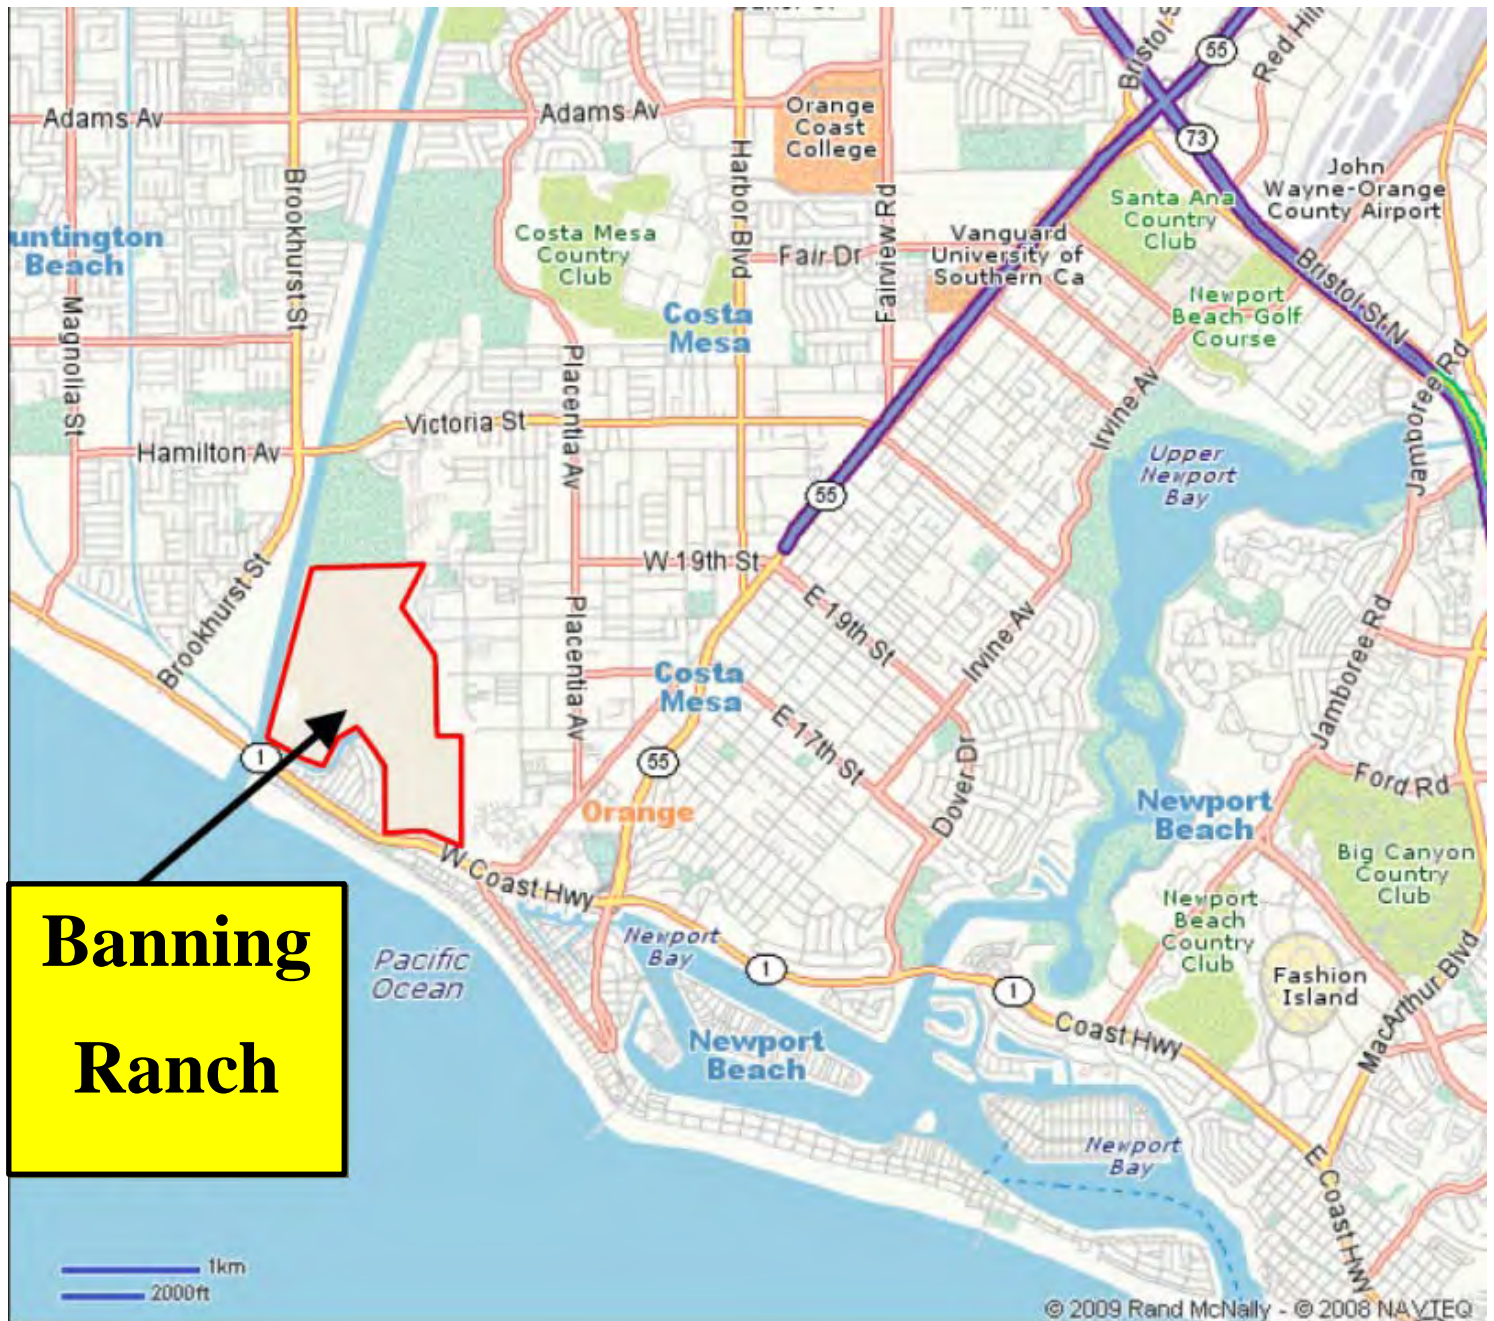 Bristol S
55
Red Hill
Adams Av
Adams Av
Orange
Coast
College
73
John
Wayne-Orange
County Airport
Harbor Blvd
Brookhurst St
Fairview Rd
Santa Ana
Country
Club
untington
Beach
Costa Mesa
Country
Club
Fair Dr
Vanguard
University of
Southern Ca
Bristol St N
Newport
Beach Golf
Course
Magnolia St
Costa
Mesa
Placentia Av
Irvine Av
Jamboree Rd
Victoria St
Hamilton Av
Upper
Newport
Bay
55
W 19th St
Brookhurst St
E 19th St
Placentia Av
Irvine Av
Jamboree Rd
Costa
Mesa
E 17th St
1
55
Dover Dr
Ford Rd
Orange
Newport
Beach
W Coast Hwy
Big Canyon
Country
Club
Newport
Beach
Country
Club
Banning
Ranch
Pacific
Ocean
Newport
Bay
1
1
Fashion
Island
MacArthur Blvd
Coast Hwy
Newport
Beach
Newport
Bay
E Coast Hwy
1km
2000ft
© 2009 Rand McNally - © 2008 NAVTEQ